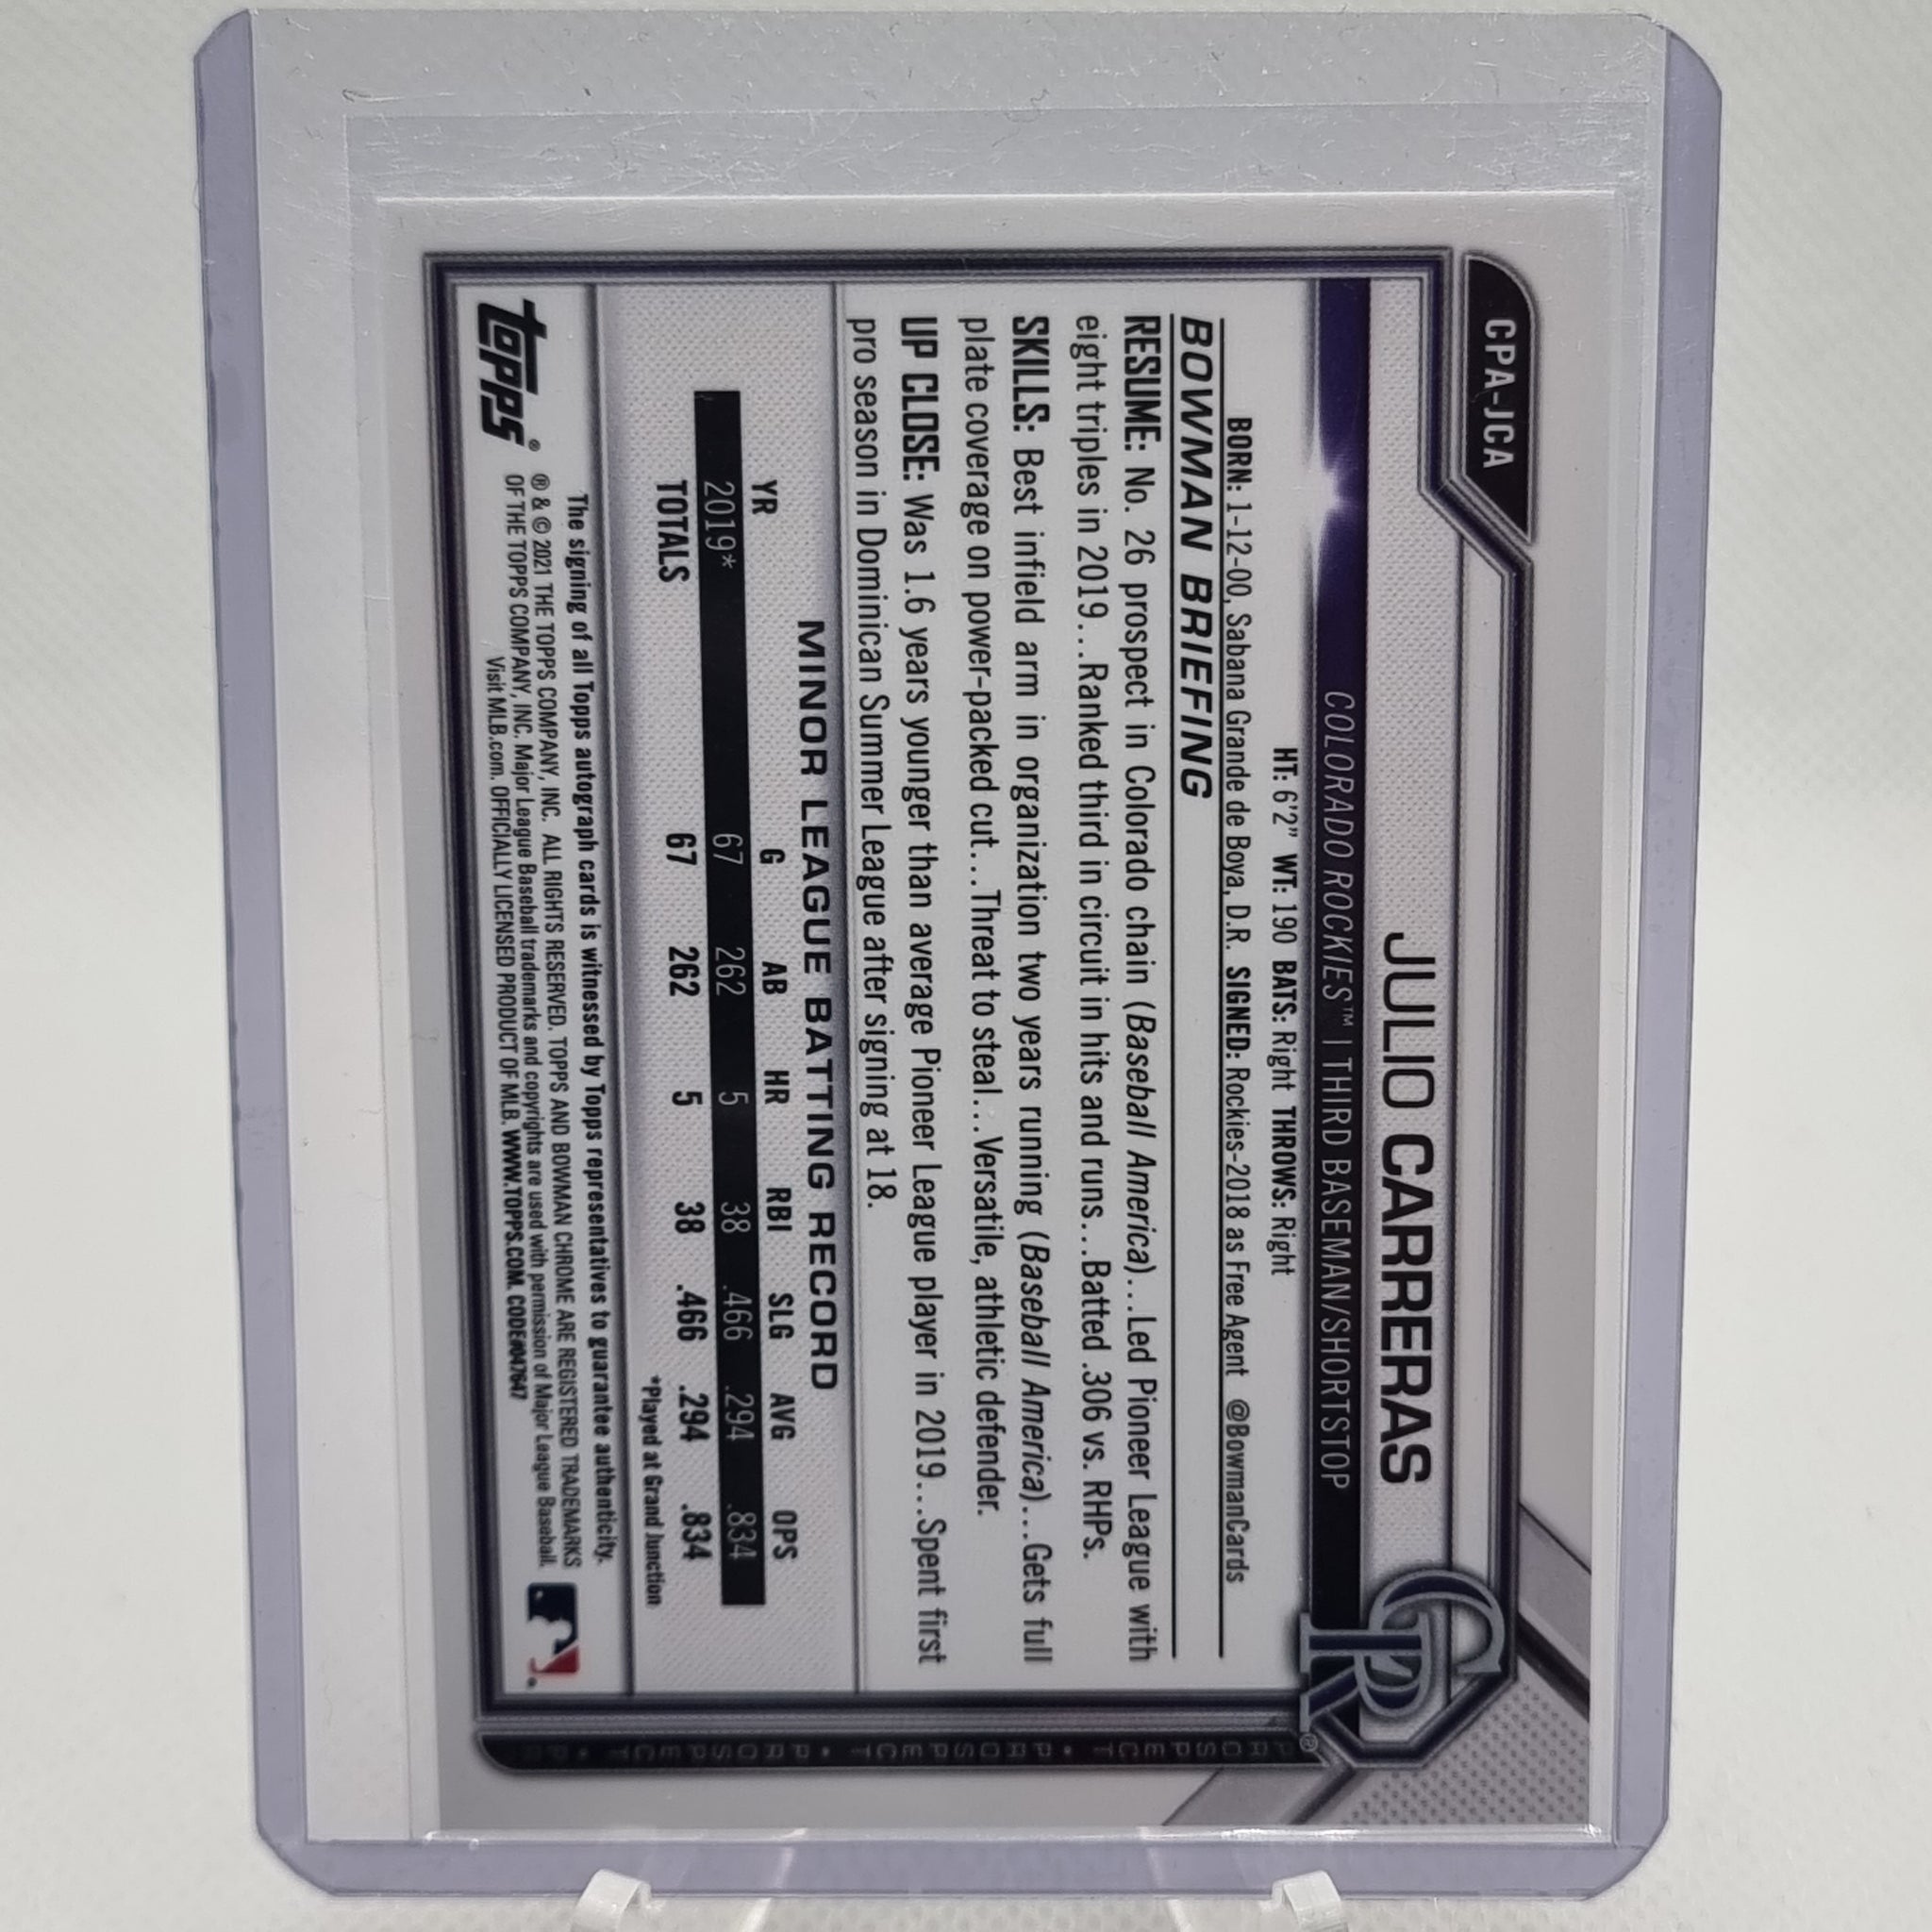 CPA-JCA
JULIO CARRERAS
COLORADO ROCKIES™ | THIRD BASEMAN/SHORTSTOP
HT: 6'2" WT: 190 BATS: Right THROWS: Right
BORN: 1-12-00, Sabana Grande de Boya, D.R. SIGNED: Rockies-2018 as Free Agent @BowmanCards
BOWMAN BRIEFING
RESUME: No. 26 prospect in Colorado chain (Baseball America)...Led Pioneer League with
eight triples in 2019...Ranked third in circuit in hits and runs...Batted .306 vs. RHPs.
SKILLS: Best infield arm in organization two years running (Baseball America)...Gets full
plate coverage on power-packed cut...Threat to steal...Versatile, athletic defender.
UP CLOSE: Was 1.6 years younger than average Pioneer League player in 2019...Spent first
pro season in Dominican Summer League after signing at 18.
MINOR LEAGUE BATTING RECORD
YR G AB HR RBI SLG AVG OPS
2019* 67 262 5 38 .466 .294 .834
TOTALS 67 262 5 38 .466 .294 .834
*Played at Grand Junction
The signing of all Topps autograph cards is witnessed by Topps representatives to guarantee authenticity.
® & © 2021 THE TOPPS COMPANY, INC. ALL RIGHTS RESERVED. TOPPS AND BOWMAN CHROME ARE REGISTERED TRADEMARKS
OF THE TOPPS COMPANY, INC. Major League Baseball trademarks and copyrights are used with permission of Major League Baseball.
Visit MLB.com. OFFICIALLY LICENSED PRODUCT OF MLB. WWW.TOPPS.COM. CODE#047647
topps®
CR®
PROSPECT • PROSPECT • PR